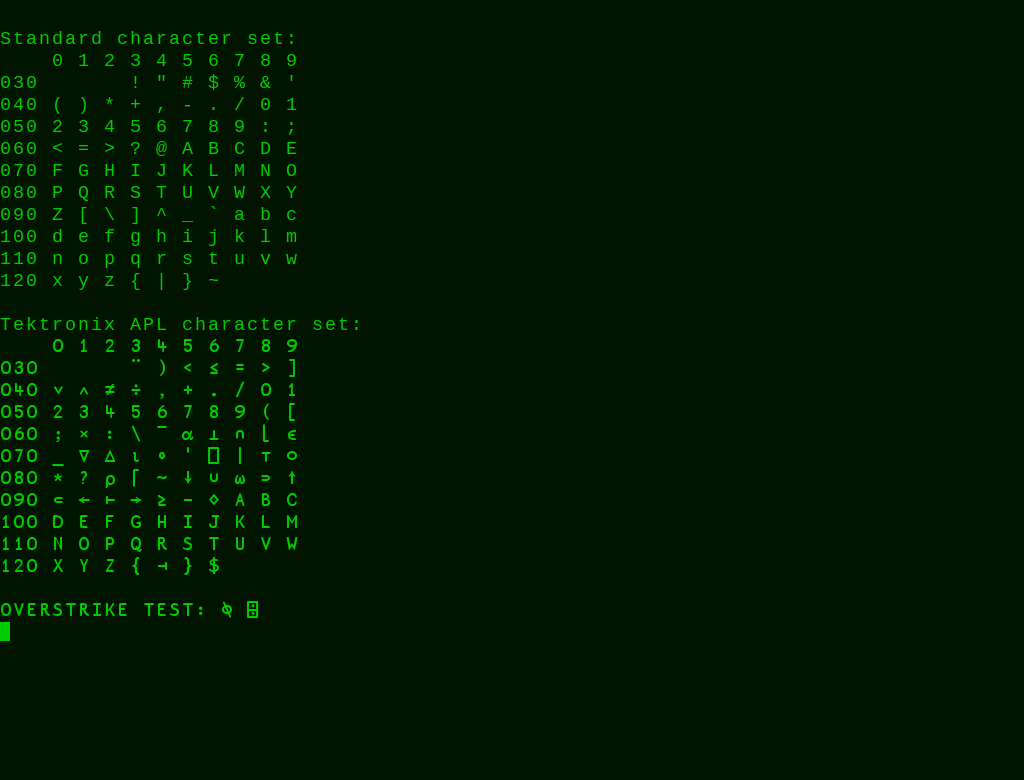 Standard character set:
    0 1 2 3 4 5 6 7 8 9
030       ! " # $ % & '
040 ( ) * + , - . / 0 1
050 2 3 4 5 6 7 8 9 : ;
060 < = > ? @ A B C D E
070 F G H I J K L M N O
080 P Q R S T U V W X Y
090 Z [ \ ] ^ _ ` a b c
100 d e f g h i j k l m
110 n o p q r s t u v w
120 x y z { | } ~
Tektronix APL character set:
    0 1 2 3 4 5 6 7 8 9
030       ¨ ) < ≤ = > ]
040 ∨ ∧ ≠ ÷ , + . / 0 1
050 2 3 4 5 6 7 8 9 ( [
060 ; × : \ ¯ ⍺ ⊥ ∩ ⌊ ∊
070 _ ∇ ∆ ⍳ ∘ ' ⎕ ∣ ⊤ ○
080 * ? ⍴ ⌈ ~ ↓ ∪ ⍵ ⊃ ↑
090 ⊂ ← ⊢ → ≥ - ⋄ A B C
100 D E F G H I J K L M
110 N O P Q R S T U V W
120 X Y Z { ⊣ } $
OVERSTRIKE TEST: ⍉ ⌹